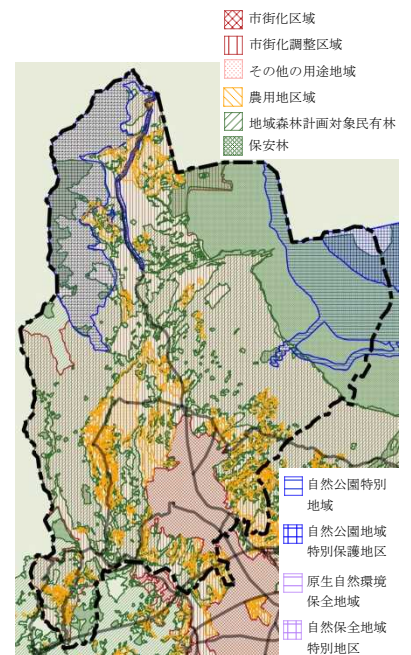 市街化区域
市街化調整区域
その他の用途地域
農用地区域
地域森林計画対象民有林
保安林
自然公園特別
地域
自然公園地域
特別保護地区
原生自然環境
保全地域
自然保全地域
特別地区